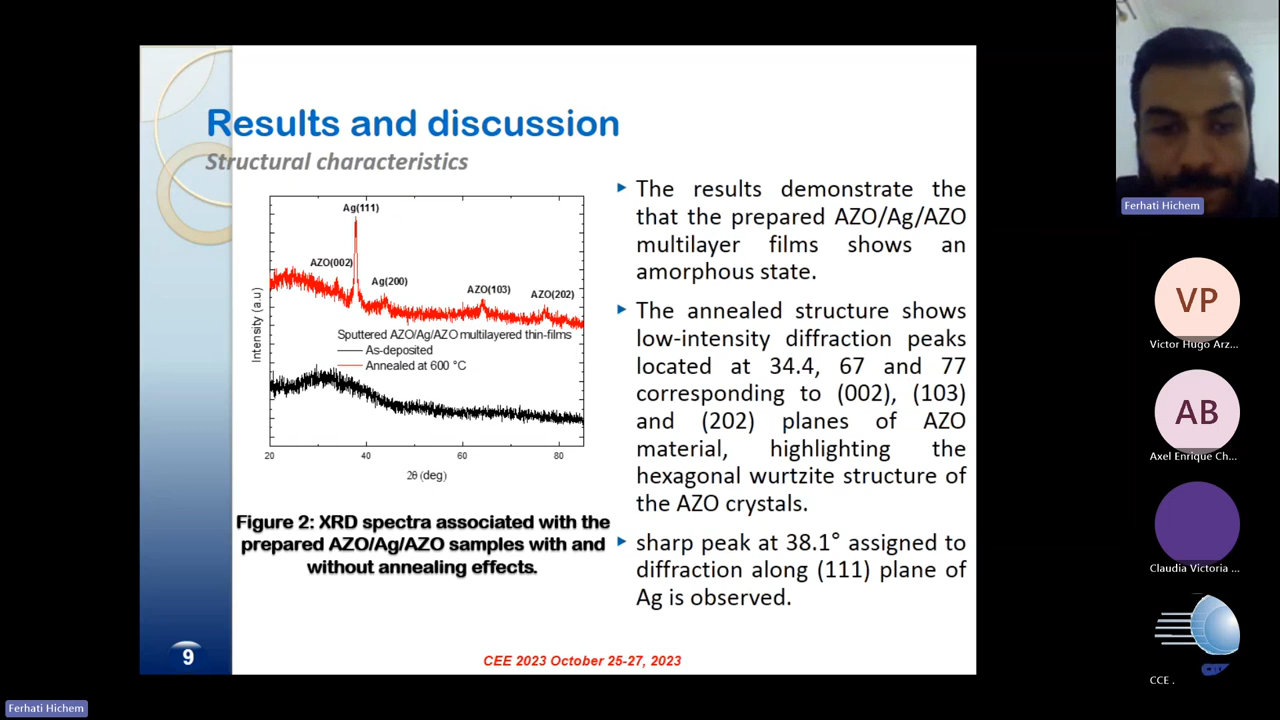 Results and discussion
Structural characteristics
Ag(111)
AZO(002)
Ag(200)
AZO(103)
AZO(202)
Intensity (a.u)
Sputtered AZO/Ag/AZO multilayered thin-films
As-deposited
Annealed at 600 °C
20
40
60
80
2θ (deg)
Figure 2: XRD spectra associated with the
prepared AZO/Ag/AZO samples with and
without annealing effects.
The results demonstrate the
that the prepared AZO/Ag/AZO
multilayer films shows an
amorphous state.
The annealed structure shows
low-intensity diffraction peaks
located at 34.4, 67 and 77
corresponding to (002), (103)
and (202) planes of AZO
material, highlighting the
hexagonal wurtzite structure of
the AZO crystals.
sharp peak at 38.1° assigned to
diffraction along (111) plane of
Ag is observed.
9
CEE 2023 October 25-27, 2023
Ferhati Hichem
VP
Victor Hugo Arz...
AB
Axel Enrique Ch...
Claudia Victoria ...
CCE .
Ferhati Hichem